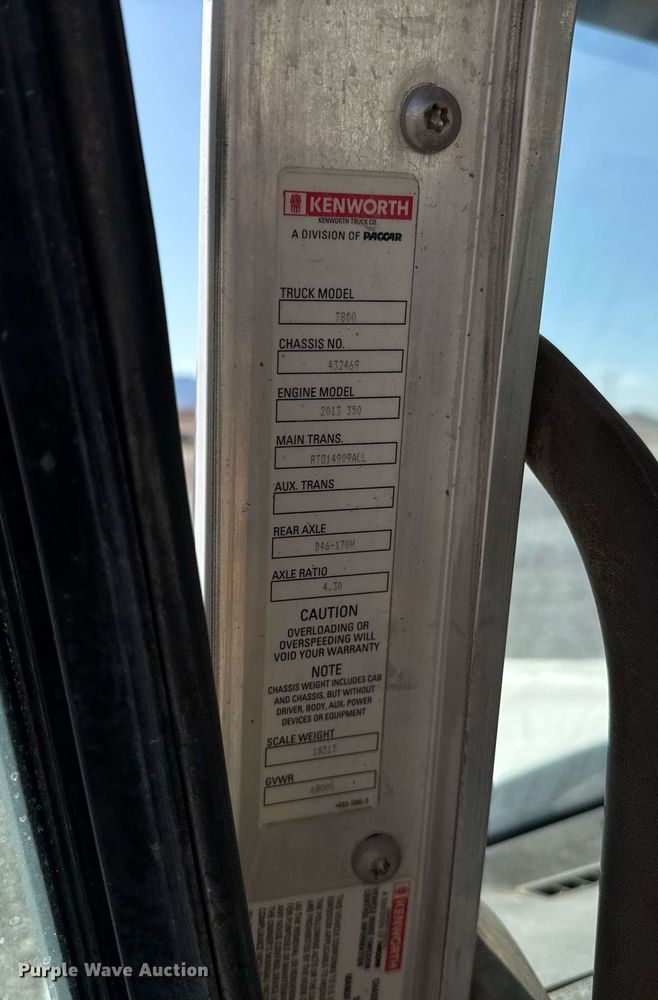 KENWORTH
KENWORTH TRUCK CO.
A DIVISION OF PACCAR
TRUCK MODEL
T800
CHASSIS NO.
432469
ENGINE MODEL
2013 350
MAIN TRANS.
RTO14909ALL
AUX. TRANS
REAR AXLE
D46-170H
AXLE RATIO
4.30
CAUTION
OVERLOADING OR
OVERSPEEDING WILL
VOID YOUR WARRANTY
NOTE
CHASSIS WEIGHT INCLUDES CAB
AND CHASSIS, BUT WITHOUT
DRIVER, BODY, AUX. POWER
DEVICES OR EQUIPMENT
SCALE WEIGHT
18313
GVWR
68000
KENWORTH
Purple Wave Auction